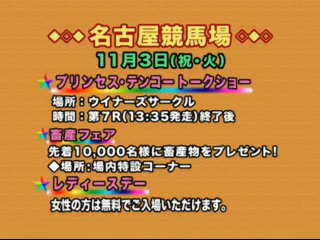 名古屋競馬場
11月3日(祝・火)
プリンセス・テンコートークショー
場所：ウイナーズサークル
時間：第7R(13:35発走)終了後
畜産フェア
先着10,000名様に畜産物をプレゼント!
◆場所:場内特設コーナー
レディースデー
女性の方は無料でご入場いただけます。